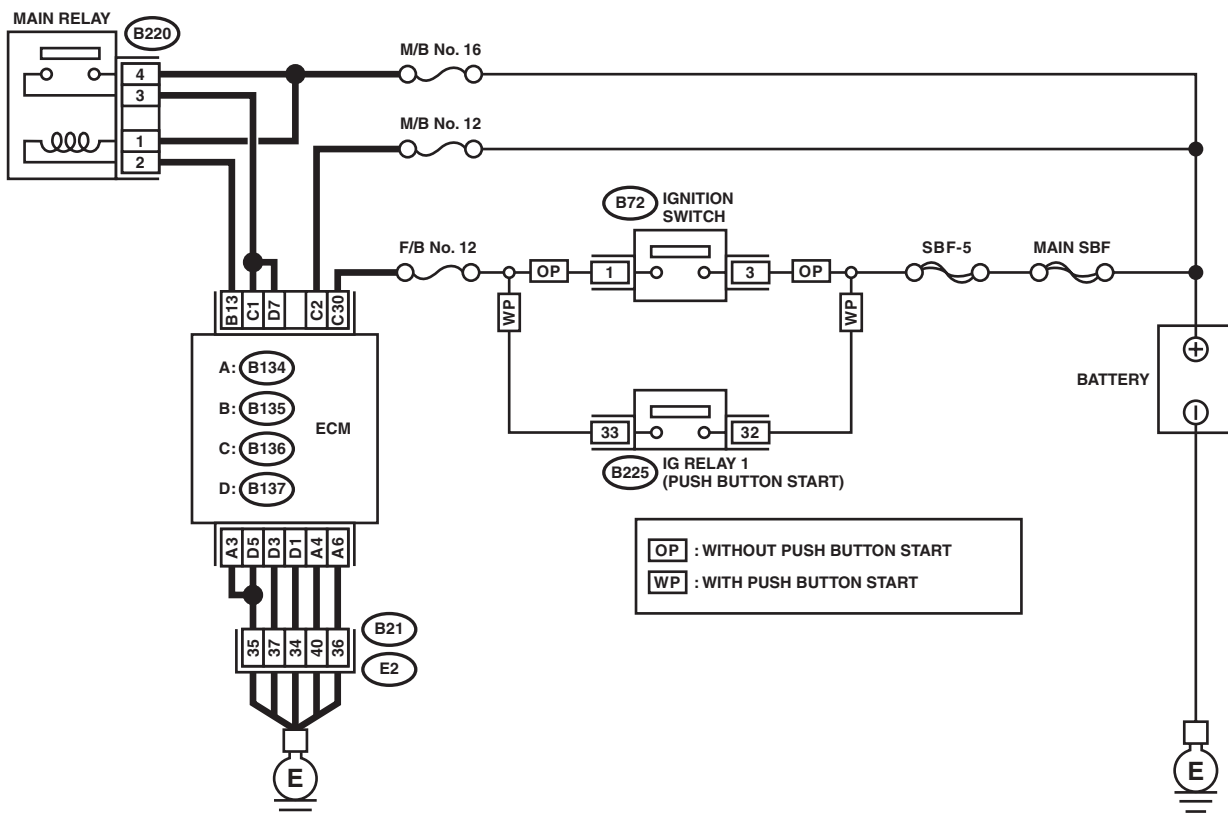 MAIN RELAY
B220
4
3
1
2
M/B No. 16
M/B No. 12
B72
IGNITION
SWITCH
F/B No. 12
OP
1
3
OP
SBF-5
MAIN SBF
WP
WP
B13
C1
D7
C2
C30
BATTERY
A: B134
B: B135
C: B136
D: B137
ECM
33
32
B225
IG RELAY 1
(PUSH BUTTON START)
A3
D5
D3
D1
A4
A6
OP : WITHOUT PUSH BUTTON START
WP : WITH PUSH BUTTON START
35
37
34
40
36
B21
E2
E
E